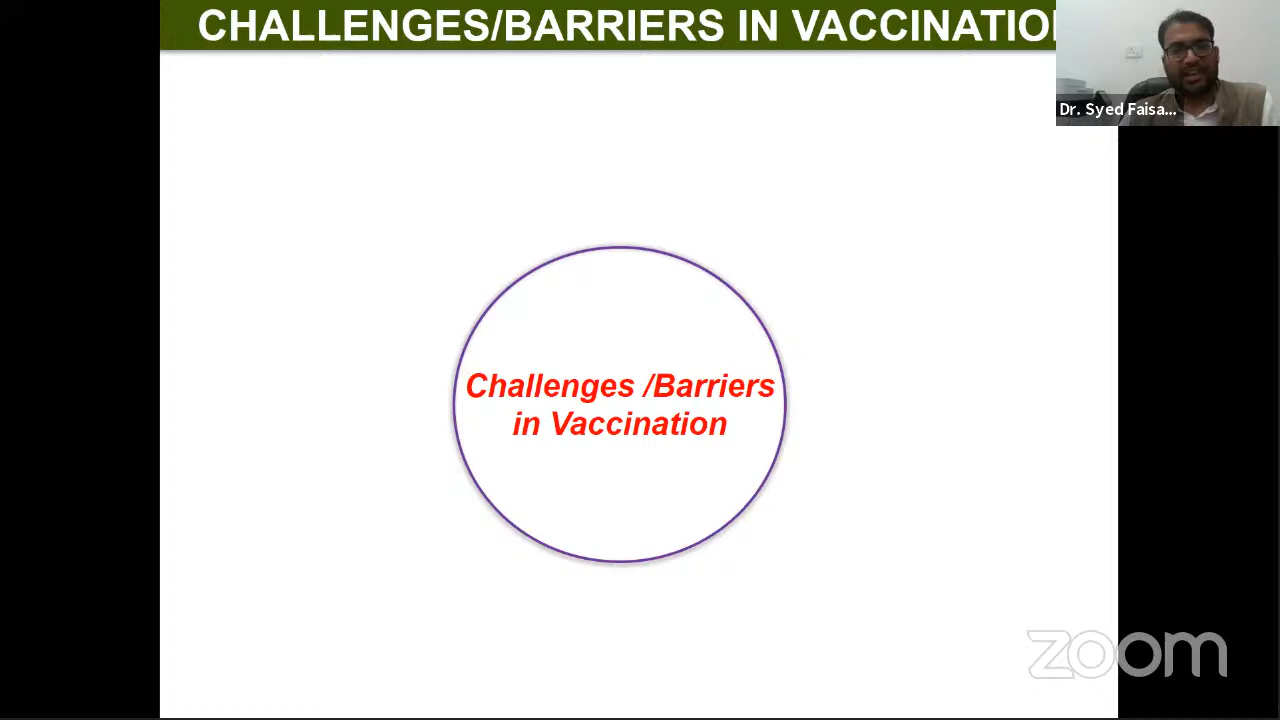 CHALLENGES/BARRIERS IN VACCINATIO
Dr. Syed Faisa...
Challenges /Barriers
in Vaccination
zoom